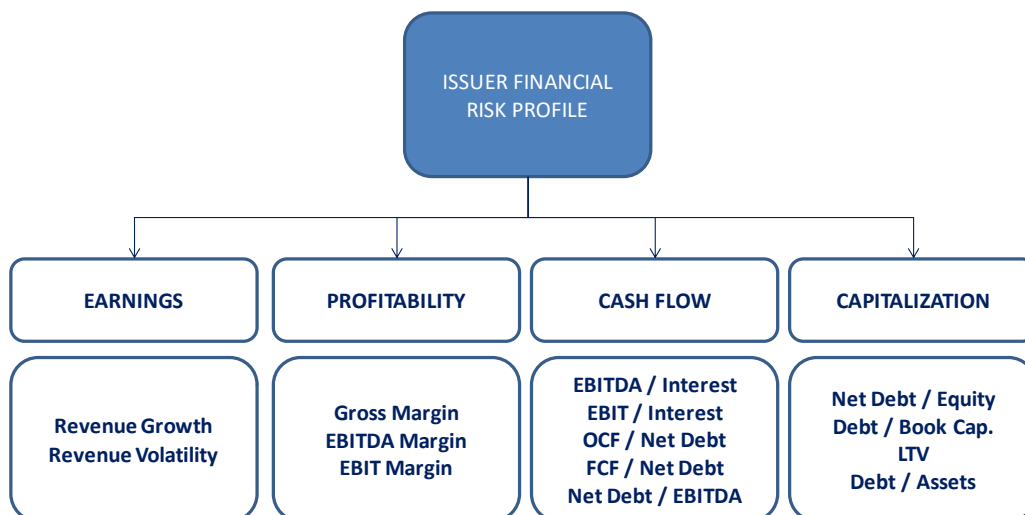 ISSUER FINANCIAL
RISK PROFILE
EARNINGS
PROFITABILITY
CASH FLOW
CAPITALIZATION
Revenue Growth
Revenue Volatility
Gross Margin
EBITDA Margin
EBIT Margin
EBITDA / Interest
EBIT / Interest
OCF / Net Debt
FCF / Net Debt
Net Debt / EBITDA
Net Debt / Equity
Debt / Book Cap.
LTV
Debt / Assets